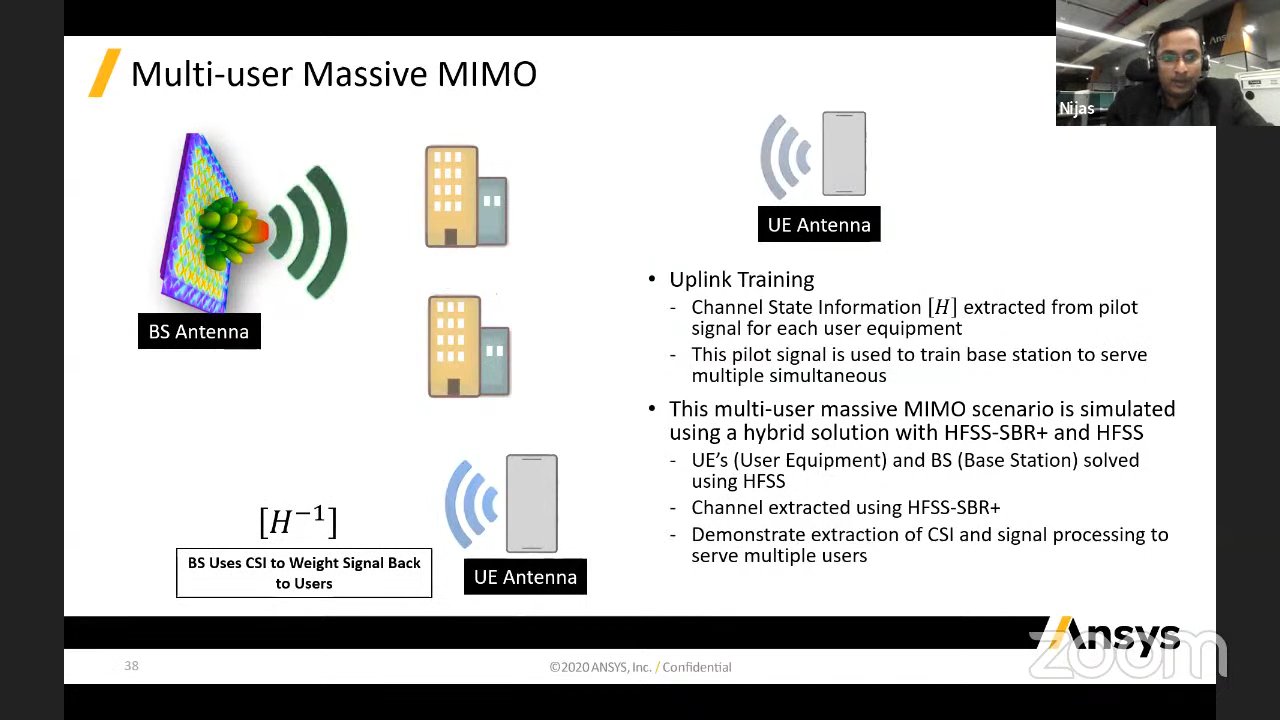 Multi-user Massive MIMO
Nijas
UE Antenna
BS Antenna
• Uplink Training
- Channel State Information [H] extracted from pilot
signal for each user equipment
- This pilot signal is used to train base station to serve
multiple simultaneous
• This multi-user massive MIMO scenario is simulated
using a hybrid solution with HFSS-SBR+ and HFSS
- UE’s (User Equipment) and BS (Base Station) solved
using HFSS
- Channel extracted using HFSS-SBR+
- Demonstrate extraction of CSI and signal processing to
serve multiple users
[H⁻¹]
BS Uses CSI to Weight Signal Back
to Users
UE Antenna
Ansys
zoom
38
©2020 ANSYS, Inc. / Confidential